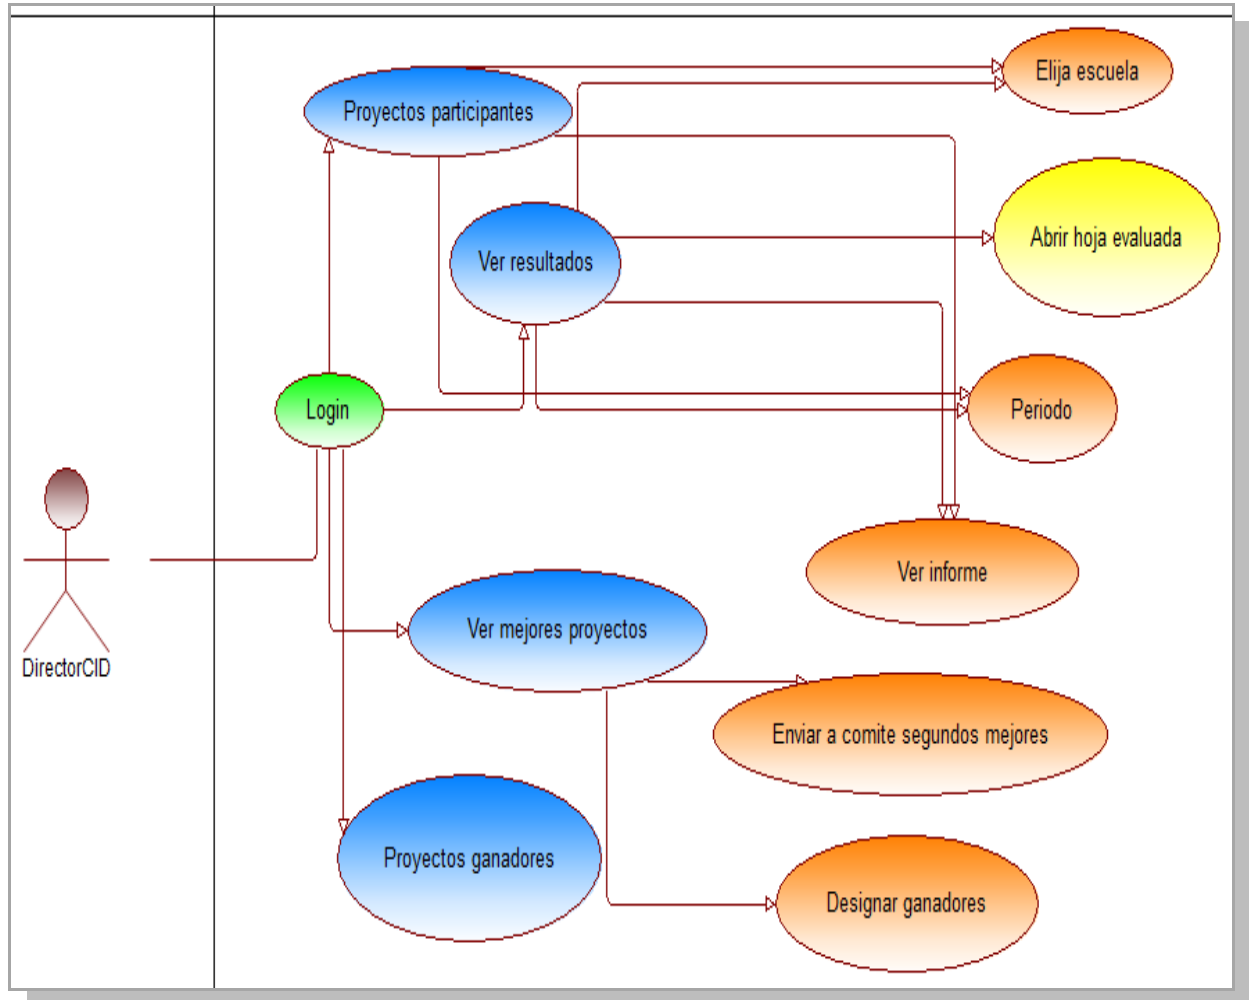 Elija escuela
Proyectos participantes
Abrir hoja evaluada
Ver resultados
Login
Periodo
Ver informe
Ver mejores proyectos
DirectorCID
Enviar a comite segundos mejores
Proyectos ganadores
Designar ganadores